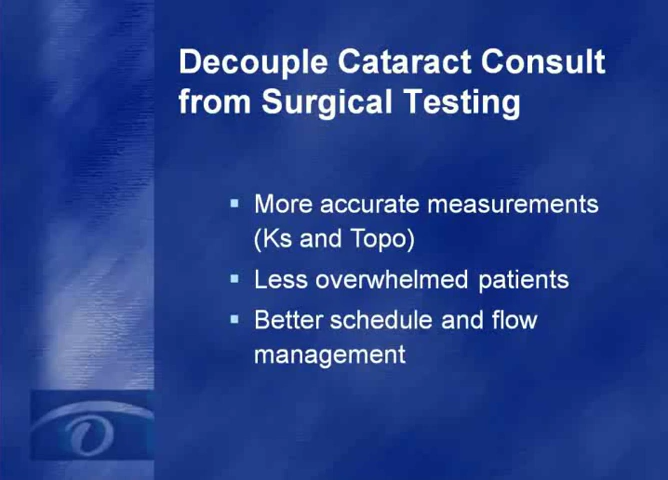 Decouple Cataract Consult
from Surgical Testing
▪ More accurate measurements
(Ks and Topo)
▪ Less overwhelmed patients
▪ Better schedule and flow
management